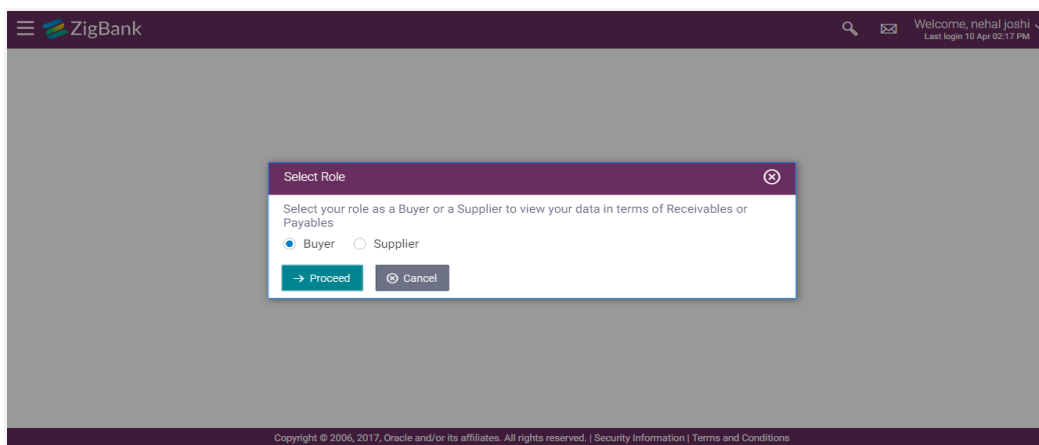 ZigBank
Welcome, nehal joshi
Last login 10 Apr 02:17 PM
Select Role
Select your role as a Buyer or a Supplier to view your data in terms of Receivables or
Payables
Buyer Supplier
Proceed Cancel
Copyright © 2006, 2017, Oracle and/or its affiliates. All rights reserved. | Security Information | Terms and Conditions